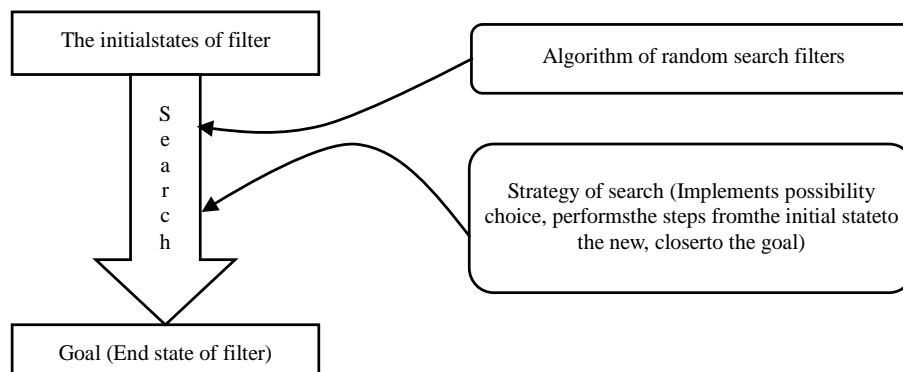 The initialstates of filter
Algorithm of random search filters
S
e
a
r
c
h
Strategy of search (Implements possibility
choice, performsthe steps fromthe initial stateto
the new, closerto the goal)
Goal (End state of filter)